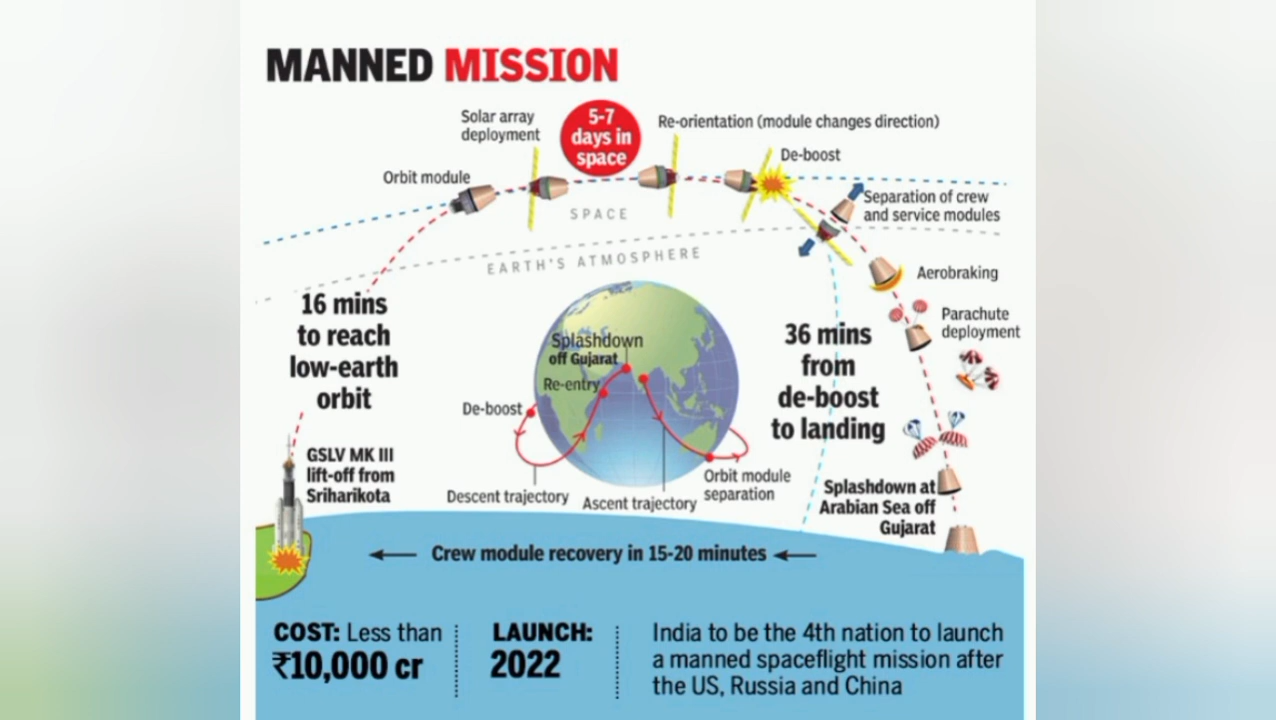 MANNED MISSION
Solar array
deployment
5-7
days in
space
Re-orientation (module changes direction)
De-boost
Orbit module
Separation of crew
and service modules
SPACE
EARTH'S ATMOSPHERE
Aerobraking
16 mins
to reach
low-earth
orbit
Parachute
deployment
36 mins
from
de-boost
to landing
Splashdown
off Gujarat
Re-entry
De-boost
GSLV MK III
lift-off from
Sriharikota
Descent trajectory
Ascent trajectory
Orbit module
separation
Splashdown at
Arabian Sea off
Gujarat
Crew module recovery in 15-20 minutes
COST: Less than
₹10,000 cr
LAUNCH:
2022
India to be the 4th nation to launch
a manned spaceflight mission after
the US, Russia and China